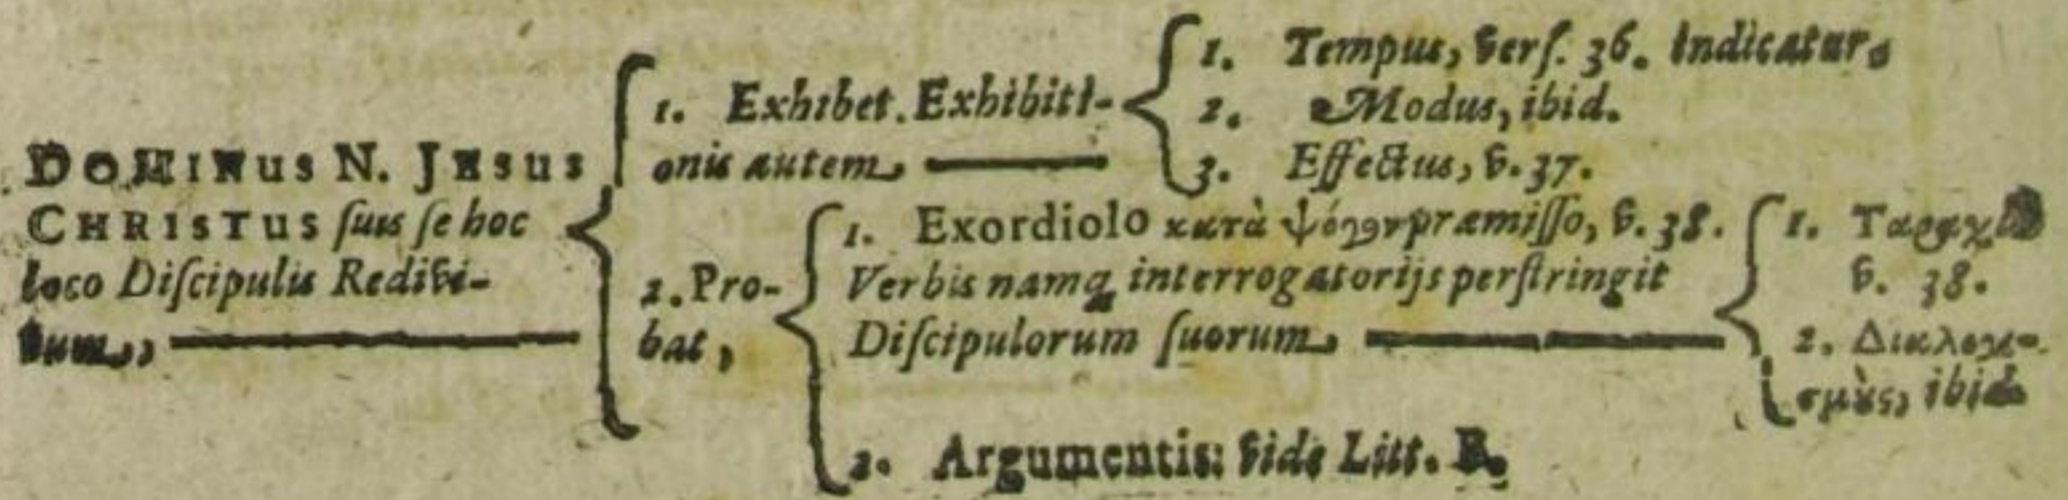 DOMINus N. JEsus
CHRISTUS ſuis ſe hoc
loco Diſcipulis Redivi-
vum,
1. Exhibet. Exhibiti-
onis autem,
1. Tempus, verſ. 36. indicatur.
2. Modus, ibid.
3. Effectus, v. 37.
2. Pro-
bat,
1. Exordiolo κατὰ ψόγον præmiſſo, v. 38.
Verbis namq; interrogatorijs perſtringit
Diſcipulorum ſuorum,
1. Ταραχὴν
v. 38.
2. Διαλογι-
σμὸς, ibid.
2. Argumentis: vide Litt. B.